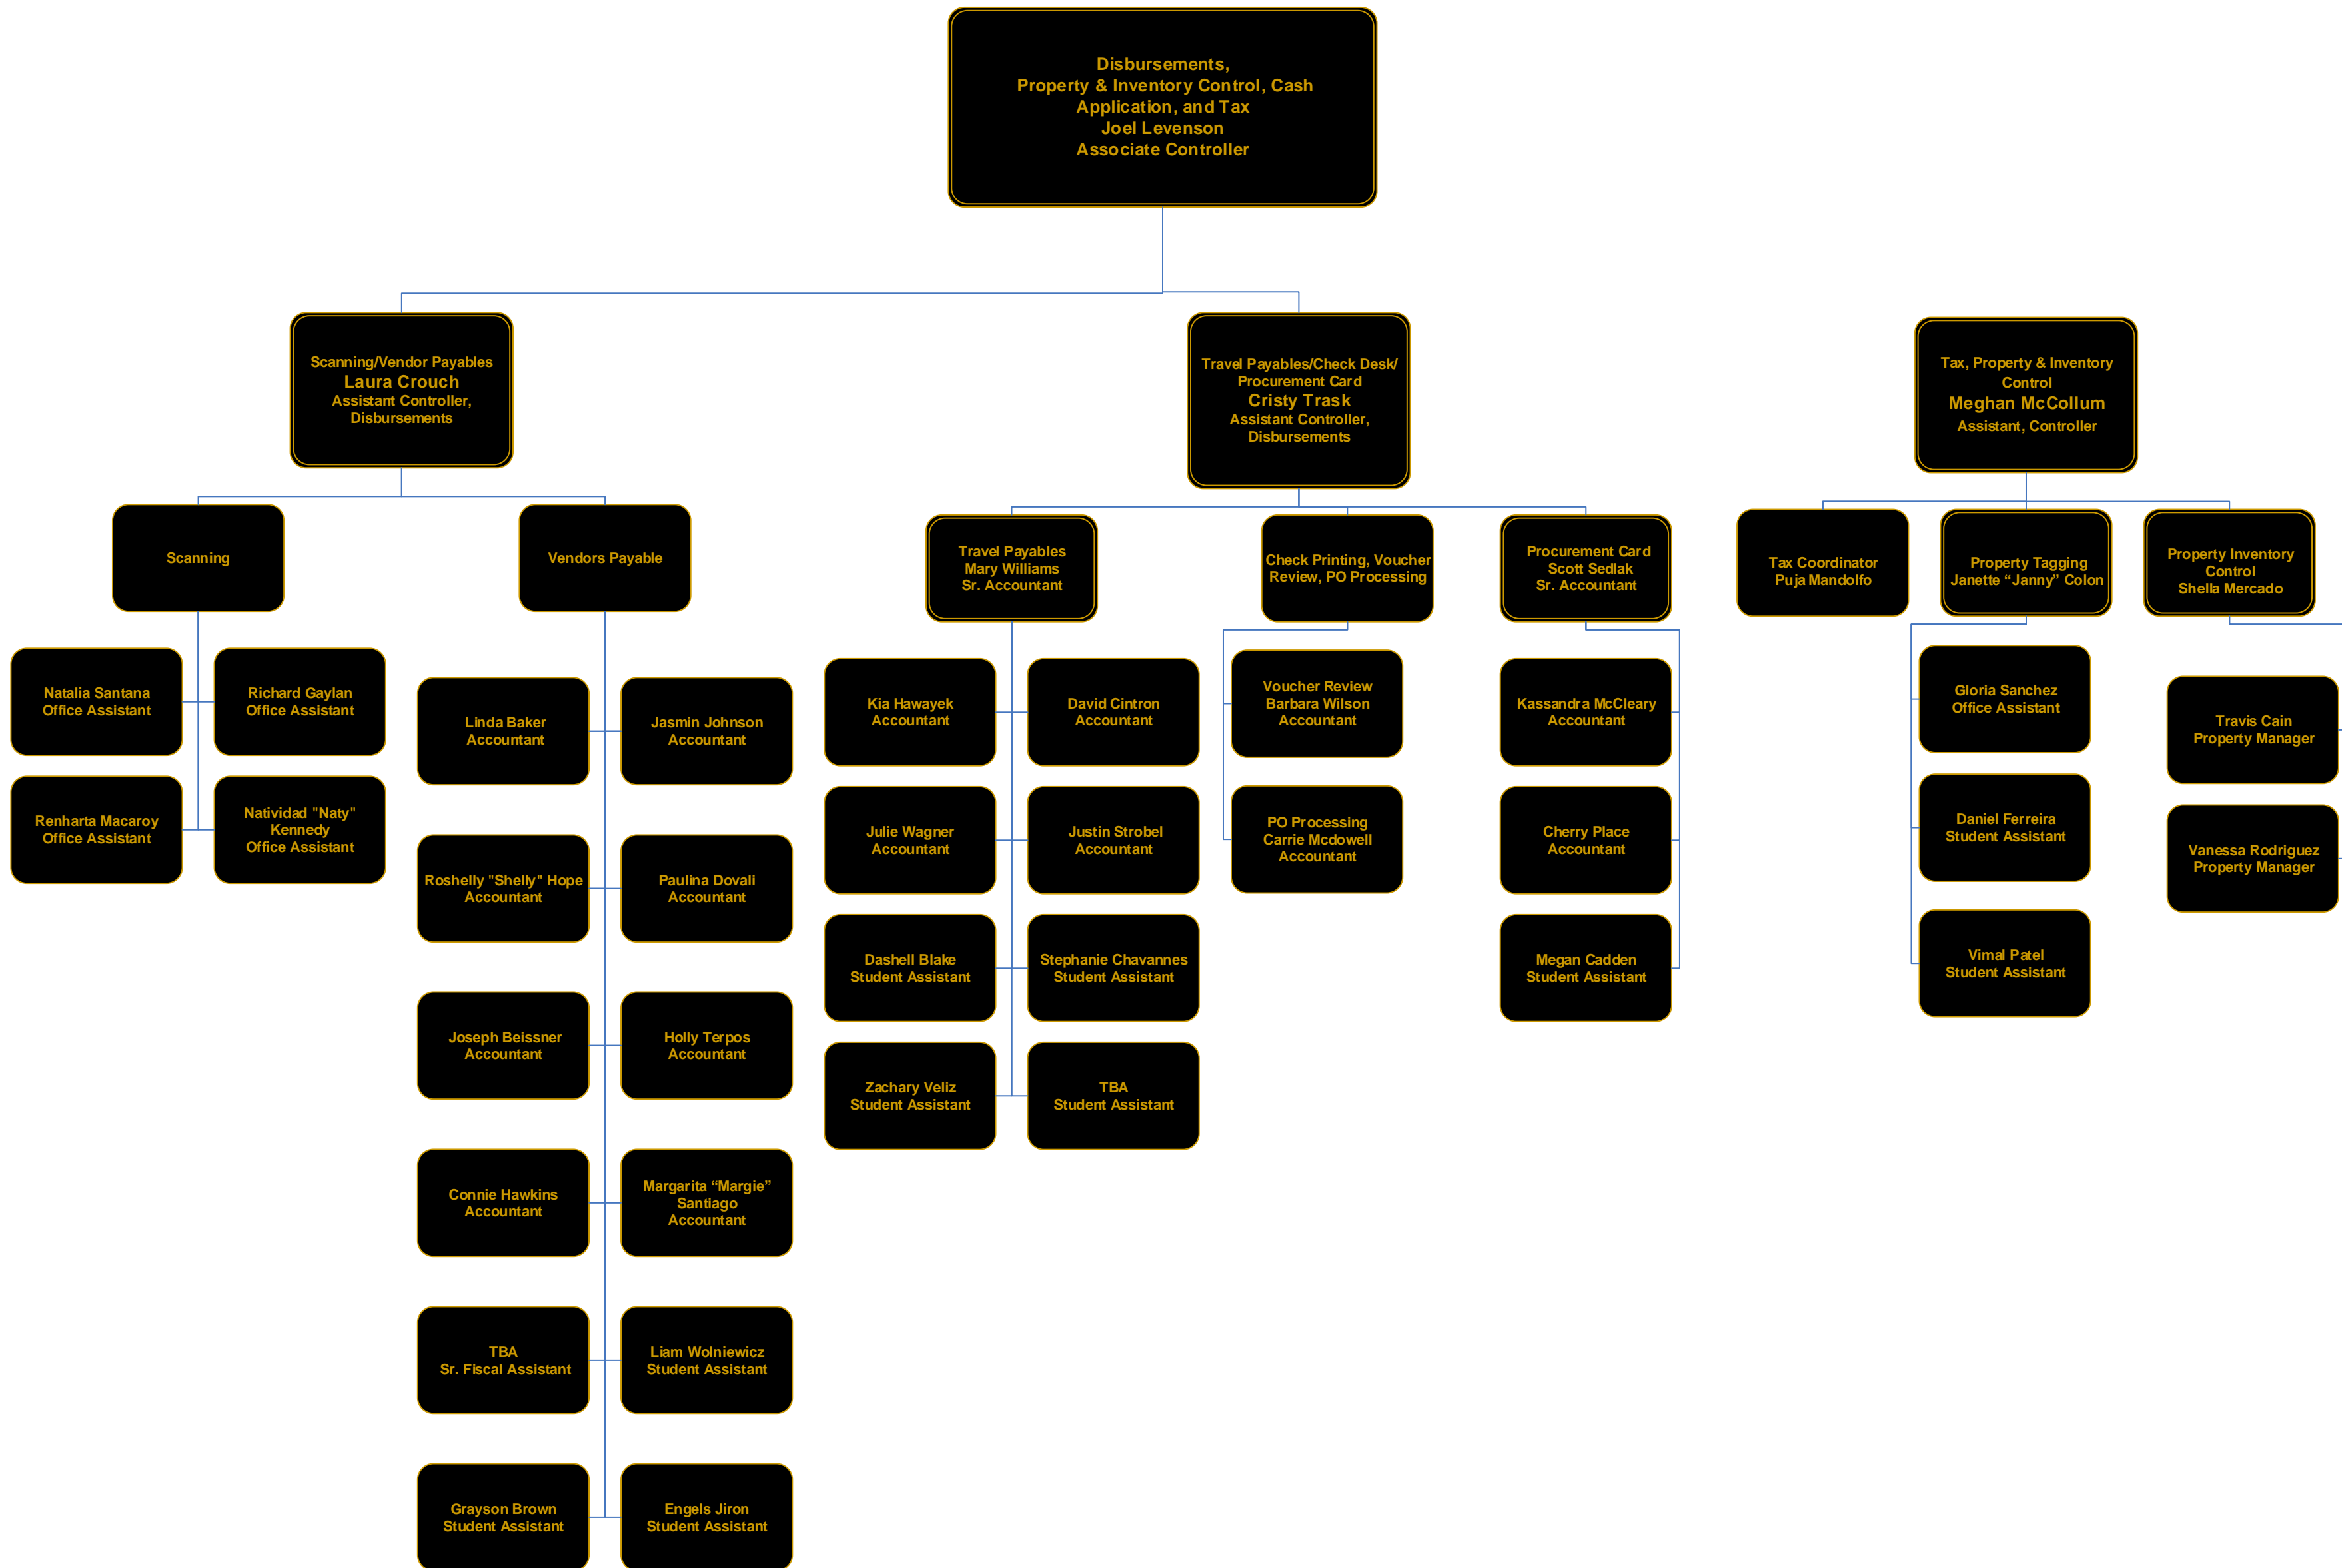 Disbursements,
Property & Inventory Control, Cash
Application, and Tax
Joel Levenson
Associate Controller
Scanning/Vendor Payables
Laura Crouch
Assistant Controller,
Disbursements
Travel Payables/Check Desk/
Procurement Card
Cristy Trask
Assistant Controller,
Disbursements
Tax, Property & Inventory
Control
Meghan McCollum
Assistant, Controller
Scanning
Vendors Payable
Travel Payables
Mary Williams
Sr. Accountant
Check Printing, Voucher
Review, PO Processing
Procurement Card
Scott Sedlak
Sr. Accountant
Tax Coordinator
Puja Mandolfo
Property Tagging
Janette “Janny” Colon
Property Inventory
Control
Shella Mercado
Natalia Santana
Office Assistant
Richard Gaylan
Office Assistant
Renharta Macaroy
Office Assistant
Natividad "Naty"
Kennedy
Office Assistant
Linda Baker
Accountant
Jasmin Johnson
Accountant
Roshelly "Shelly" Hope
Accountant
Paulina Dovali
Accountant
Joseph Beissner
Accountant
Holly Terpos
Accountant
Connie Hawkins
Accountant
Margarita “Margie”
Santiago
Accountant
TBA
Sr. Fiscal Assistant
Liam Wolniewicz
Student Assistant
Grayson Brown
Student Assistant
Engels Jiron
Student Assistant
Kia Hawayek
Accountant
David Cintron
Accountant
Julie Wagner
Accountant
Justin Strobel
Accountant
Dashell Blake
Student Assistant
Stephanie Chavannes
Student Assistant
Zachary Veliz
Student Assistant
TBA
Student Assistant
Voucher Review
Barbara Wilson
Accountant
PO Processing
Carrie Mcdowell
Accountant
Kassandra McCleary
Accountant
Cherry Place
Accountant
Megan Cadden
Student Assistant
Gloria Sanchez
Office Assistant
Daniel Ferreira
Student Assistant
Vimal Patel
Student Assistant
Travis Cain
Property Manager
Vanessa Rodriguez
Property Manager